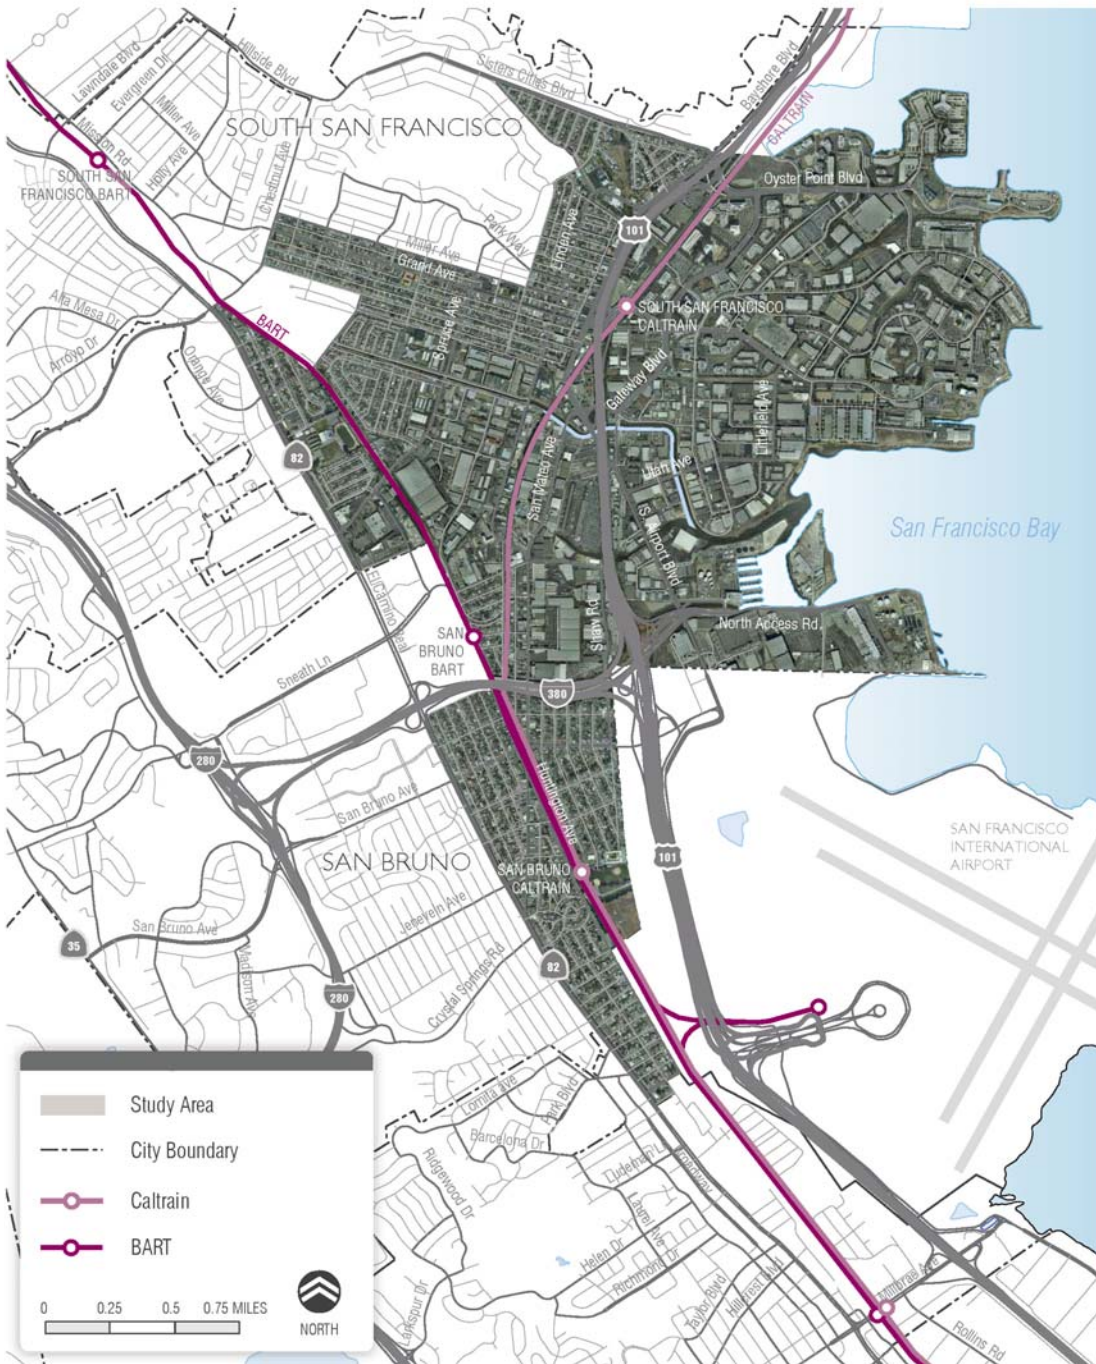 Lawndale Blvd
Evergreen Dr
Hillside Blvd
Miller Ave
Mission Rd
Holly Ave
Chestnut Ave
SOUTH SAN FRANCISCO
Sisters Cities Blvd
Bayshore Blvd
CALTRAIN
SOUTH SAN
FRANCISCO BART
Oyster Point Blvd
Park Way
Linden Ave
Miller Ave
Grand Ave
101
Alta Mesa Dr
Arroyo Dr
Orange Ave
BART
Spruce Ave
SOUTH SAN FRANCISCO
CALTRAIN
Gateway Blvd
Littlefield Ave
82
San Mateo Ave
Utah Ave
S. Airport Blvd
San Francisco Bay
El Camino Real
Shaw Rd
North Access Rd.
SAN
BRUNO
BART
Sneath Ln
380
280
Huntington Ave
San Bruno Ave
SAN BRUNO
SAN BRUNO
CALTRAIN
101
SAN FRANCISCO
INTERNATIONAL
AIRPORT
Jenevein Ave
San Bruno Ave
35
Madison Ave
280
Crystal Springs Rd
82
Lomita ave
Park Blvd
Barcelona Dr
Ludeman Ln
Broadway
Ridgewood Dr
Laurel Ave
Helen Dr
Richmond Dr
Taylor Blvd
Hillcrest Blvd
Millbrae Ave
Rollins Rd
Larkspur Dr
Study Area
City Boundary
Caltrain
BART
0 0.25 0.5 0.75 MILES
NORTH